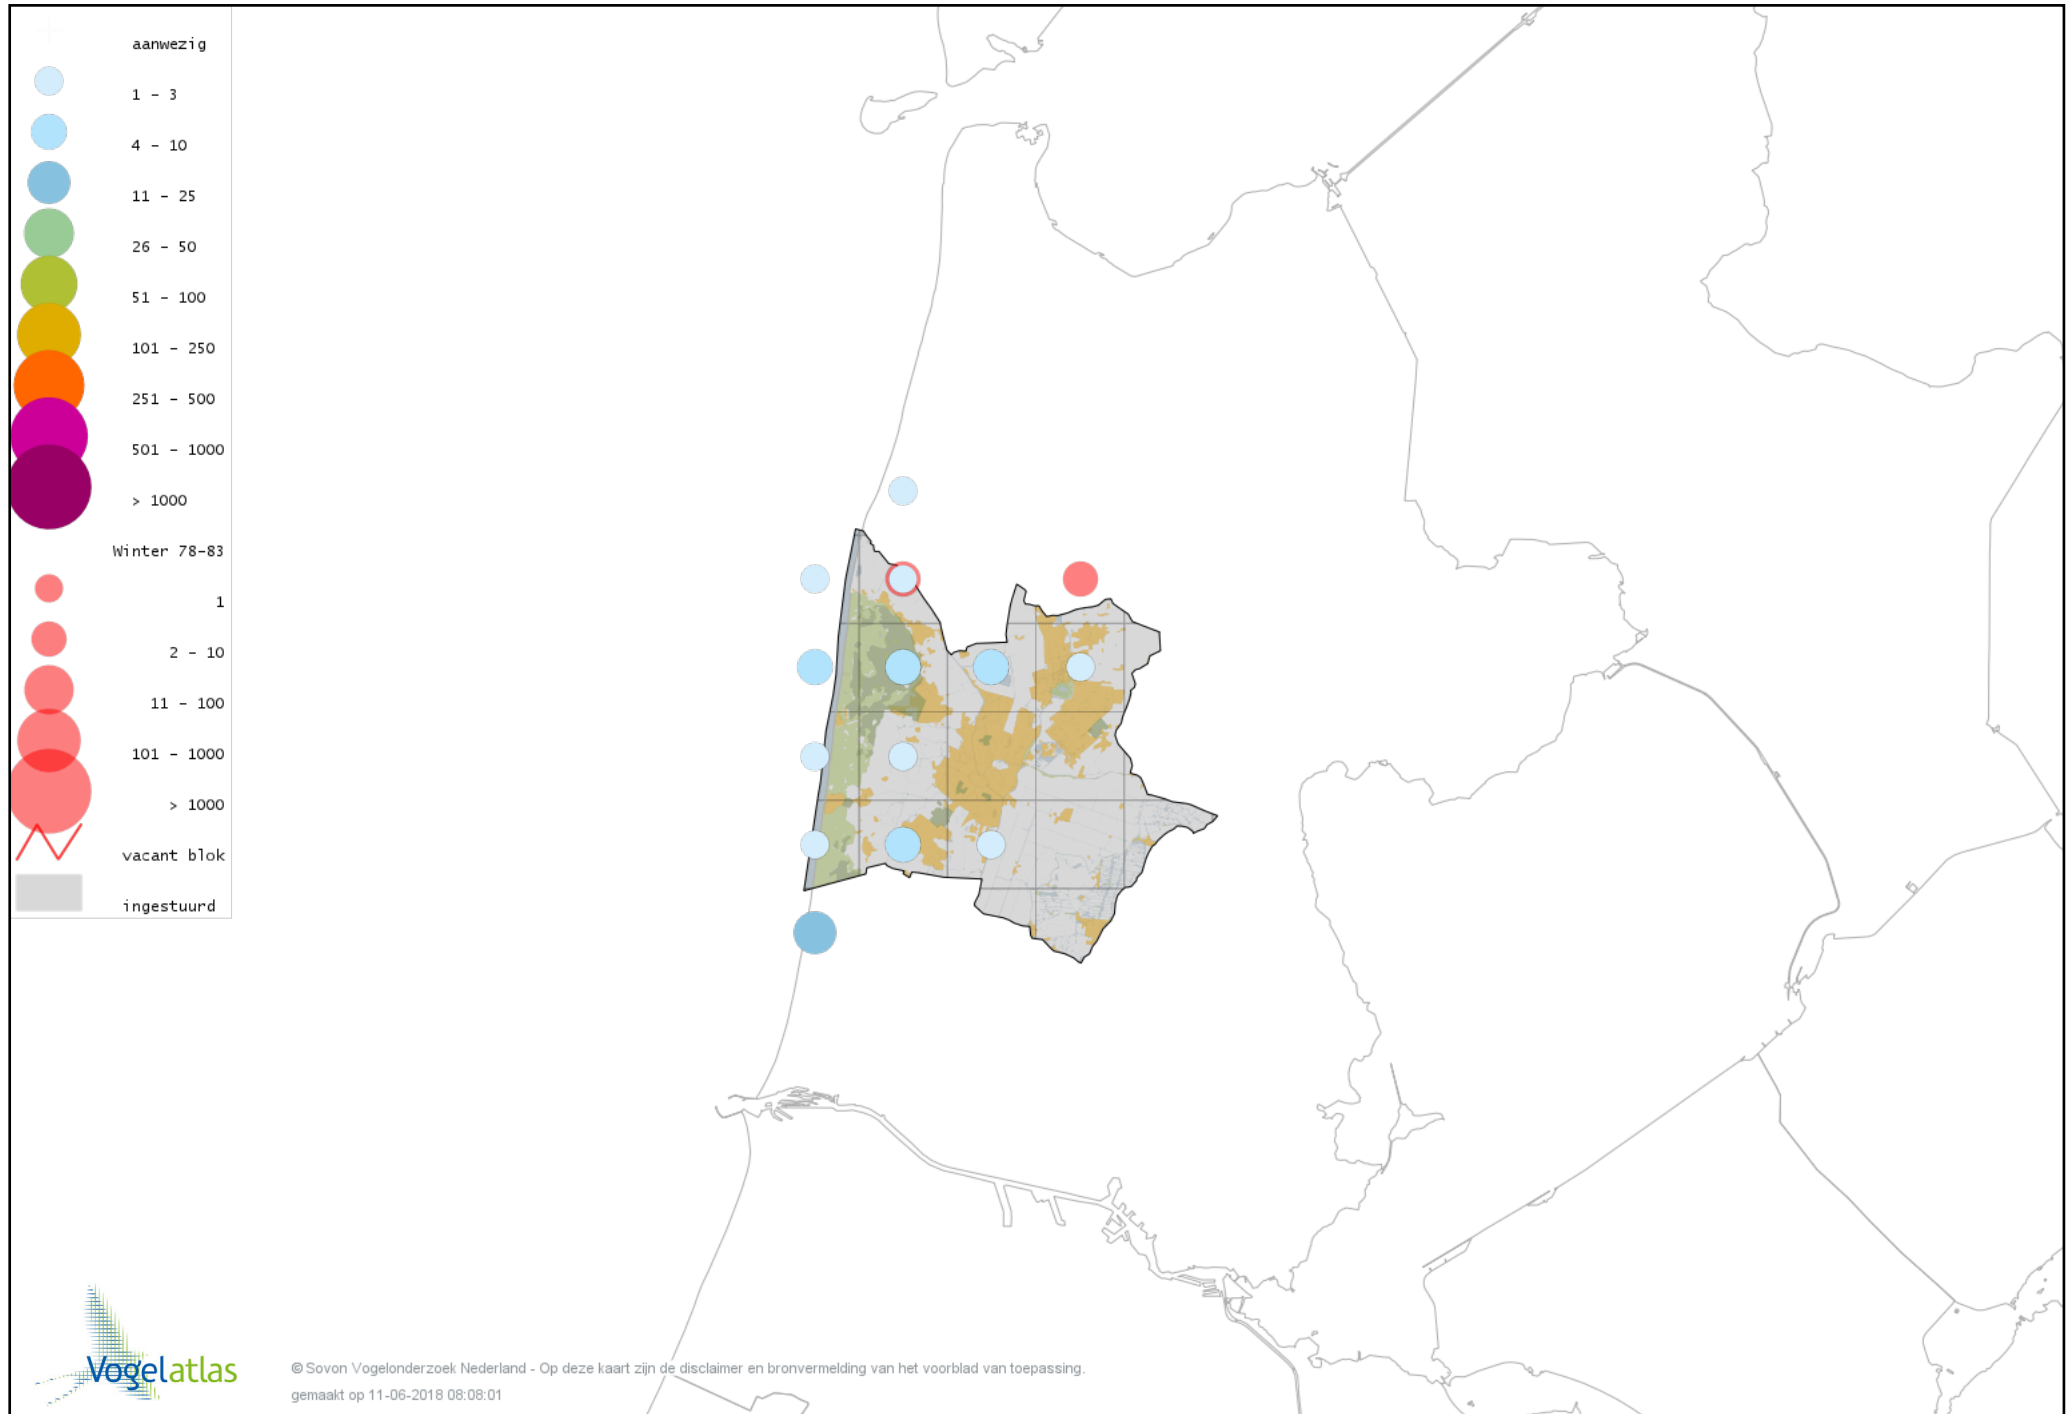 aanwezig
1 - 3
4 - 10
11 - 25
26 - 50
51 - 100
101 - 250
251 - 500
501 - 1000
> 1000
Winter 78-83
1
2 - 10
11 - 100
101 - 1000
> 1000
vacant blok
ingestuurd
Vogelatlas
© Sovon Vogelonderzoek Nederland - Op deze kaart zijn de disclaimer en bronvermelding van het voorblad van toepassing.
gemaakt op 11-06-2018 08:08:01